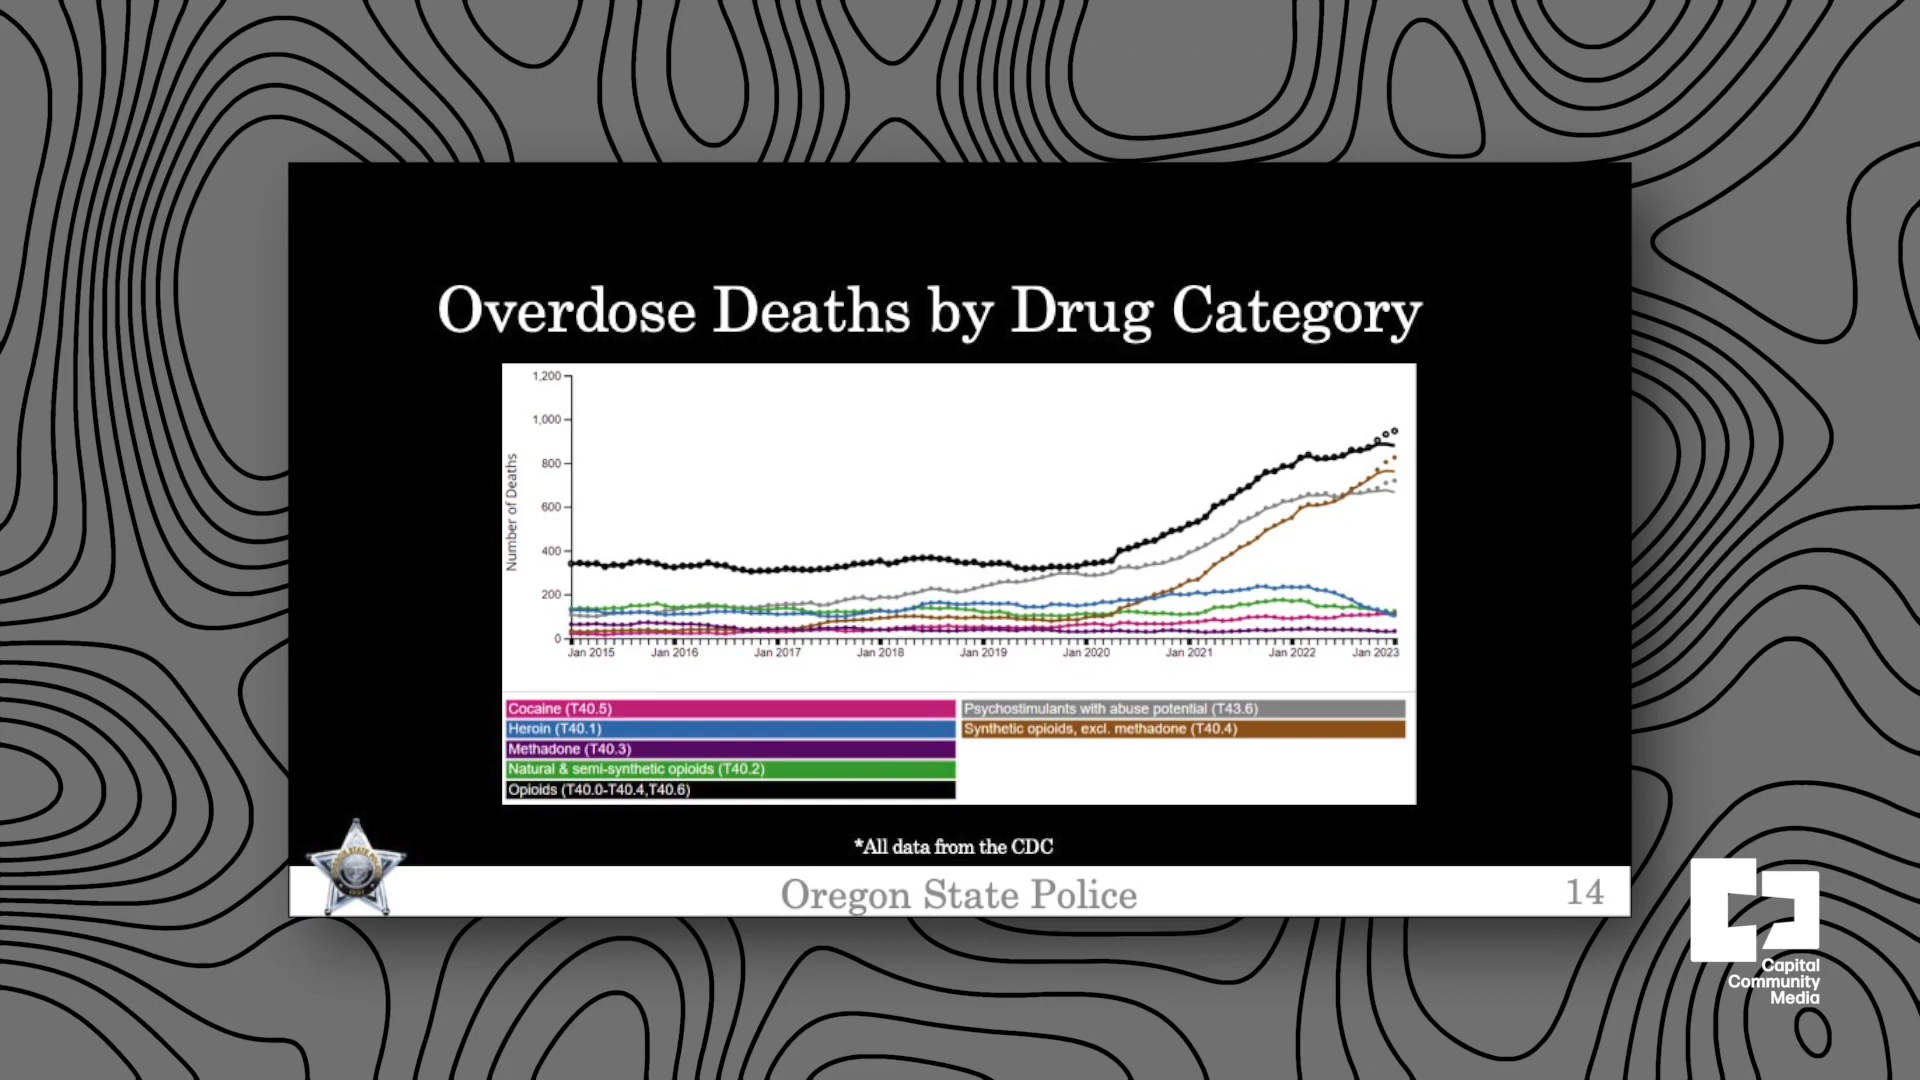 Overdose Deaths by Drug Category
1,200
1,000
800
600
400
200
0
Number of Deaths
Jan 2015 Jan 2016 Jan 2017 Jan 2018 Jan 2019 Jan 2020 Jan 2021 Jan 2022 Jan 2023
Cocaine (T40.5)
Heroin (T40.1)
Methadone (T40.3)
Natural & semi-synthetic opioids (T40.2)
Opioids (T40.0-T40.4,T40.6)
Psychostimulants with abuse potential (T43.6)
Synthetic opioids, excl. methadone (T40.4)
*All data from the CDC
Oregon State Police
14
Capital
Community
Media